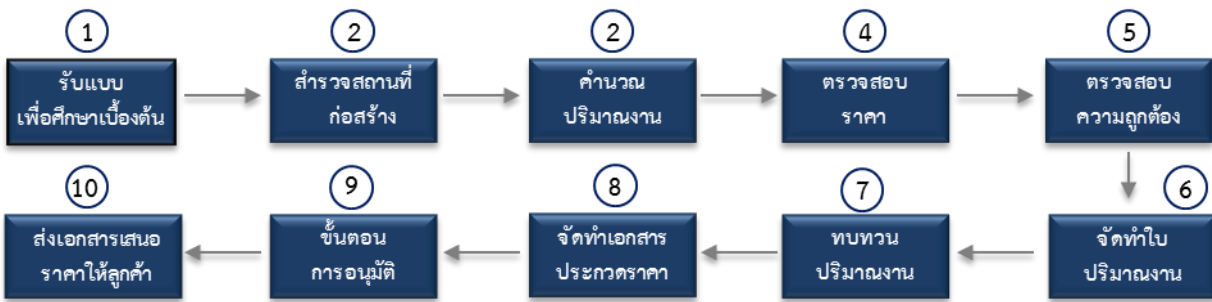 1
รับแบบ
เพื่อศึกษาเบื้องต้น
2
สำรวจสถานที่
ก่อสร้าง
2
คำนวณ
ปริมาณงาน
4
ตรวจสอบ
ราคา
5
ตรวจสอบ
ความถูกต้อง
6
จัดทำใบ
ปริมาณงาน
7
ทบทวน
ปริมาณงาน
8
จัดทำเอกสาร
ประกวดราคา
9
ขั้นตอน
การอนุมัติ
10
ส่งเอกสารเสนอ
ราคาให้ลูกค้า